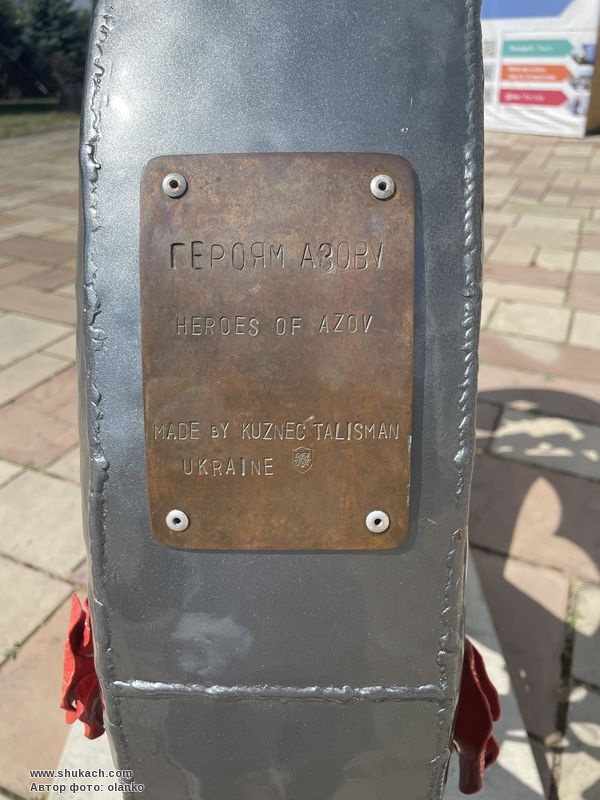 ГЕРОЯМ АЗОВУ
HEROES OF AZOV
MADE BY KUZNEC TALISMAN
UKRAINE
www.shukach.com
Автор фото: olanko